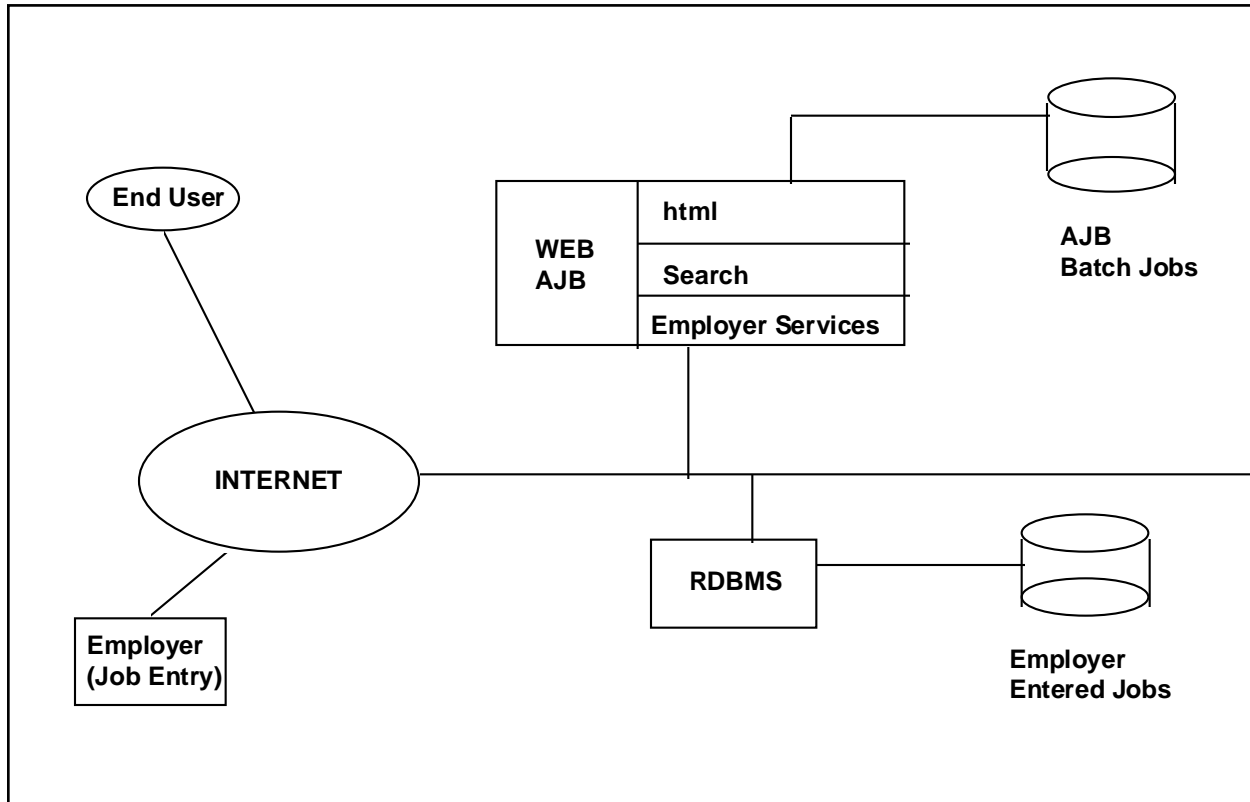 End User
WEB
AJB
html
Search
Employer Services
AJB
Batch Jobs
INTERNET
RDBMS
Employer
(Job Entry)
Employer
Entered Jobs